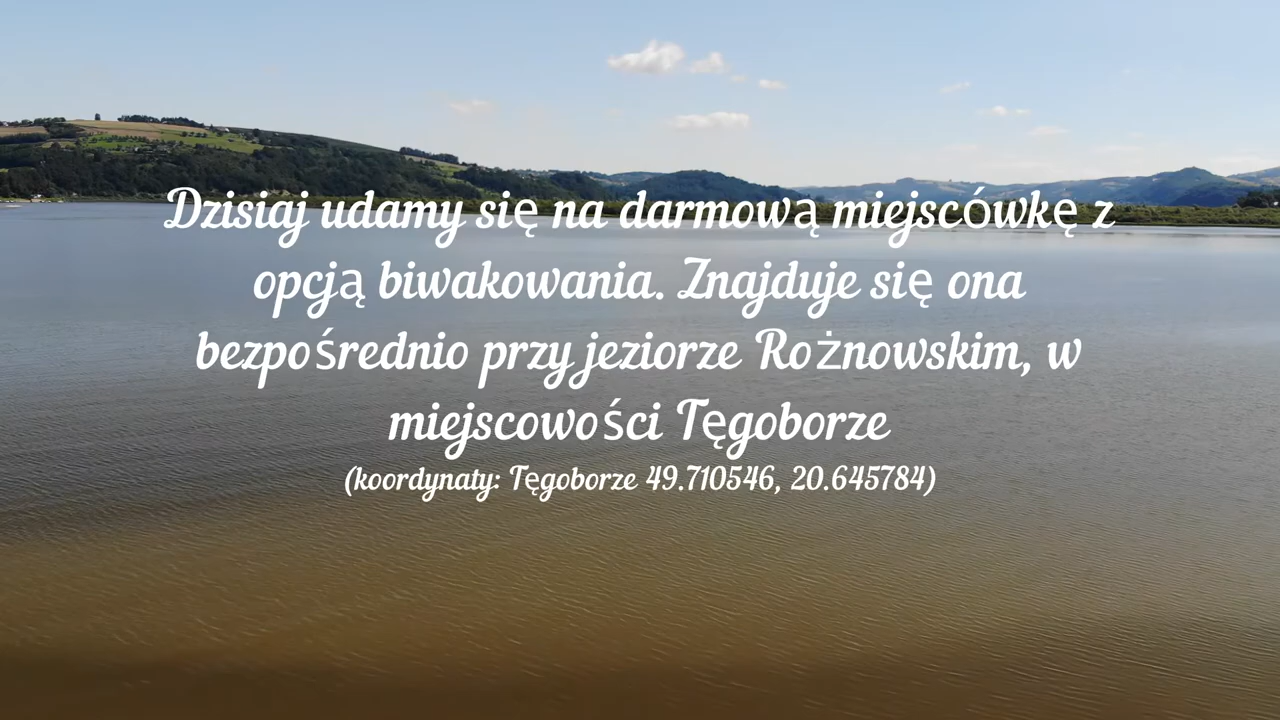 Dzisiaj udamy się na darmową miejscówkę z
opcją biwakowania. Znajduje się ona
bezpośrednio przy jeziorze Rożnowskim, w
miejscowości Tęgoborze
(koordynaty: Tęgoborze 49.710546, 20.645784)